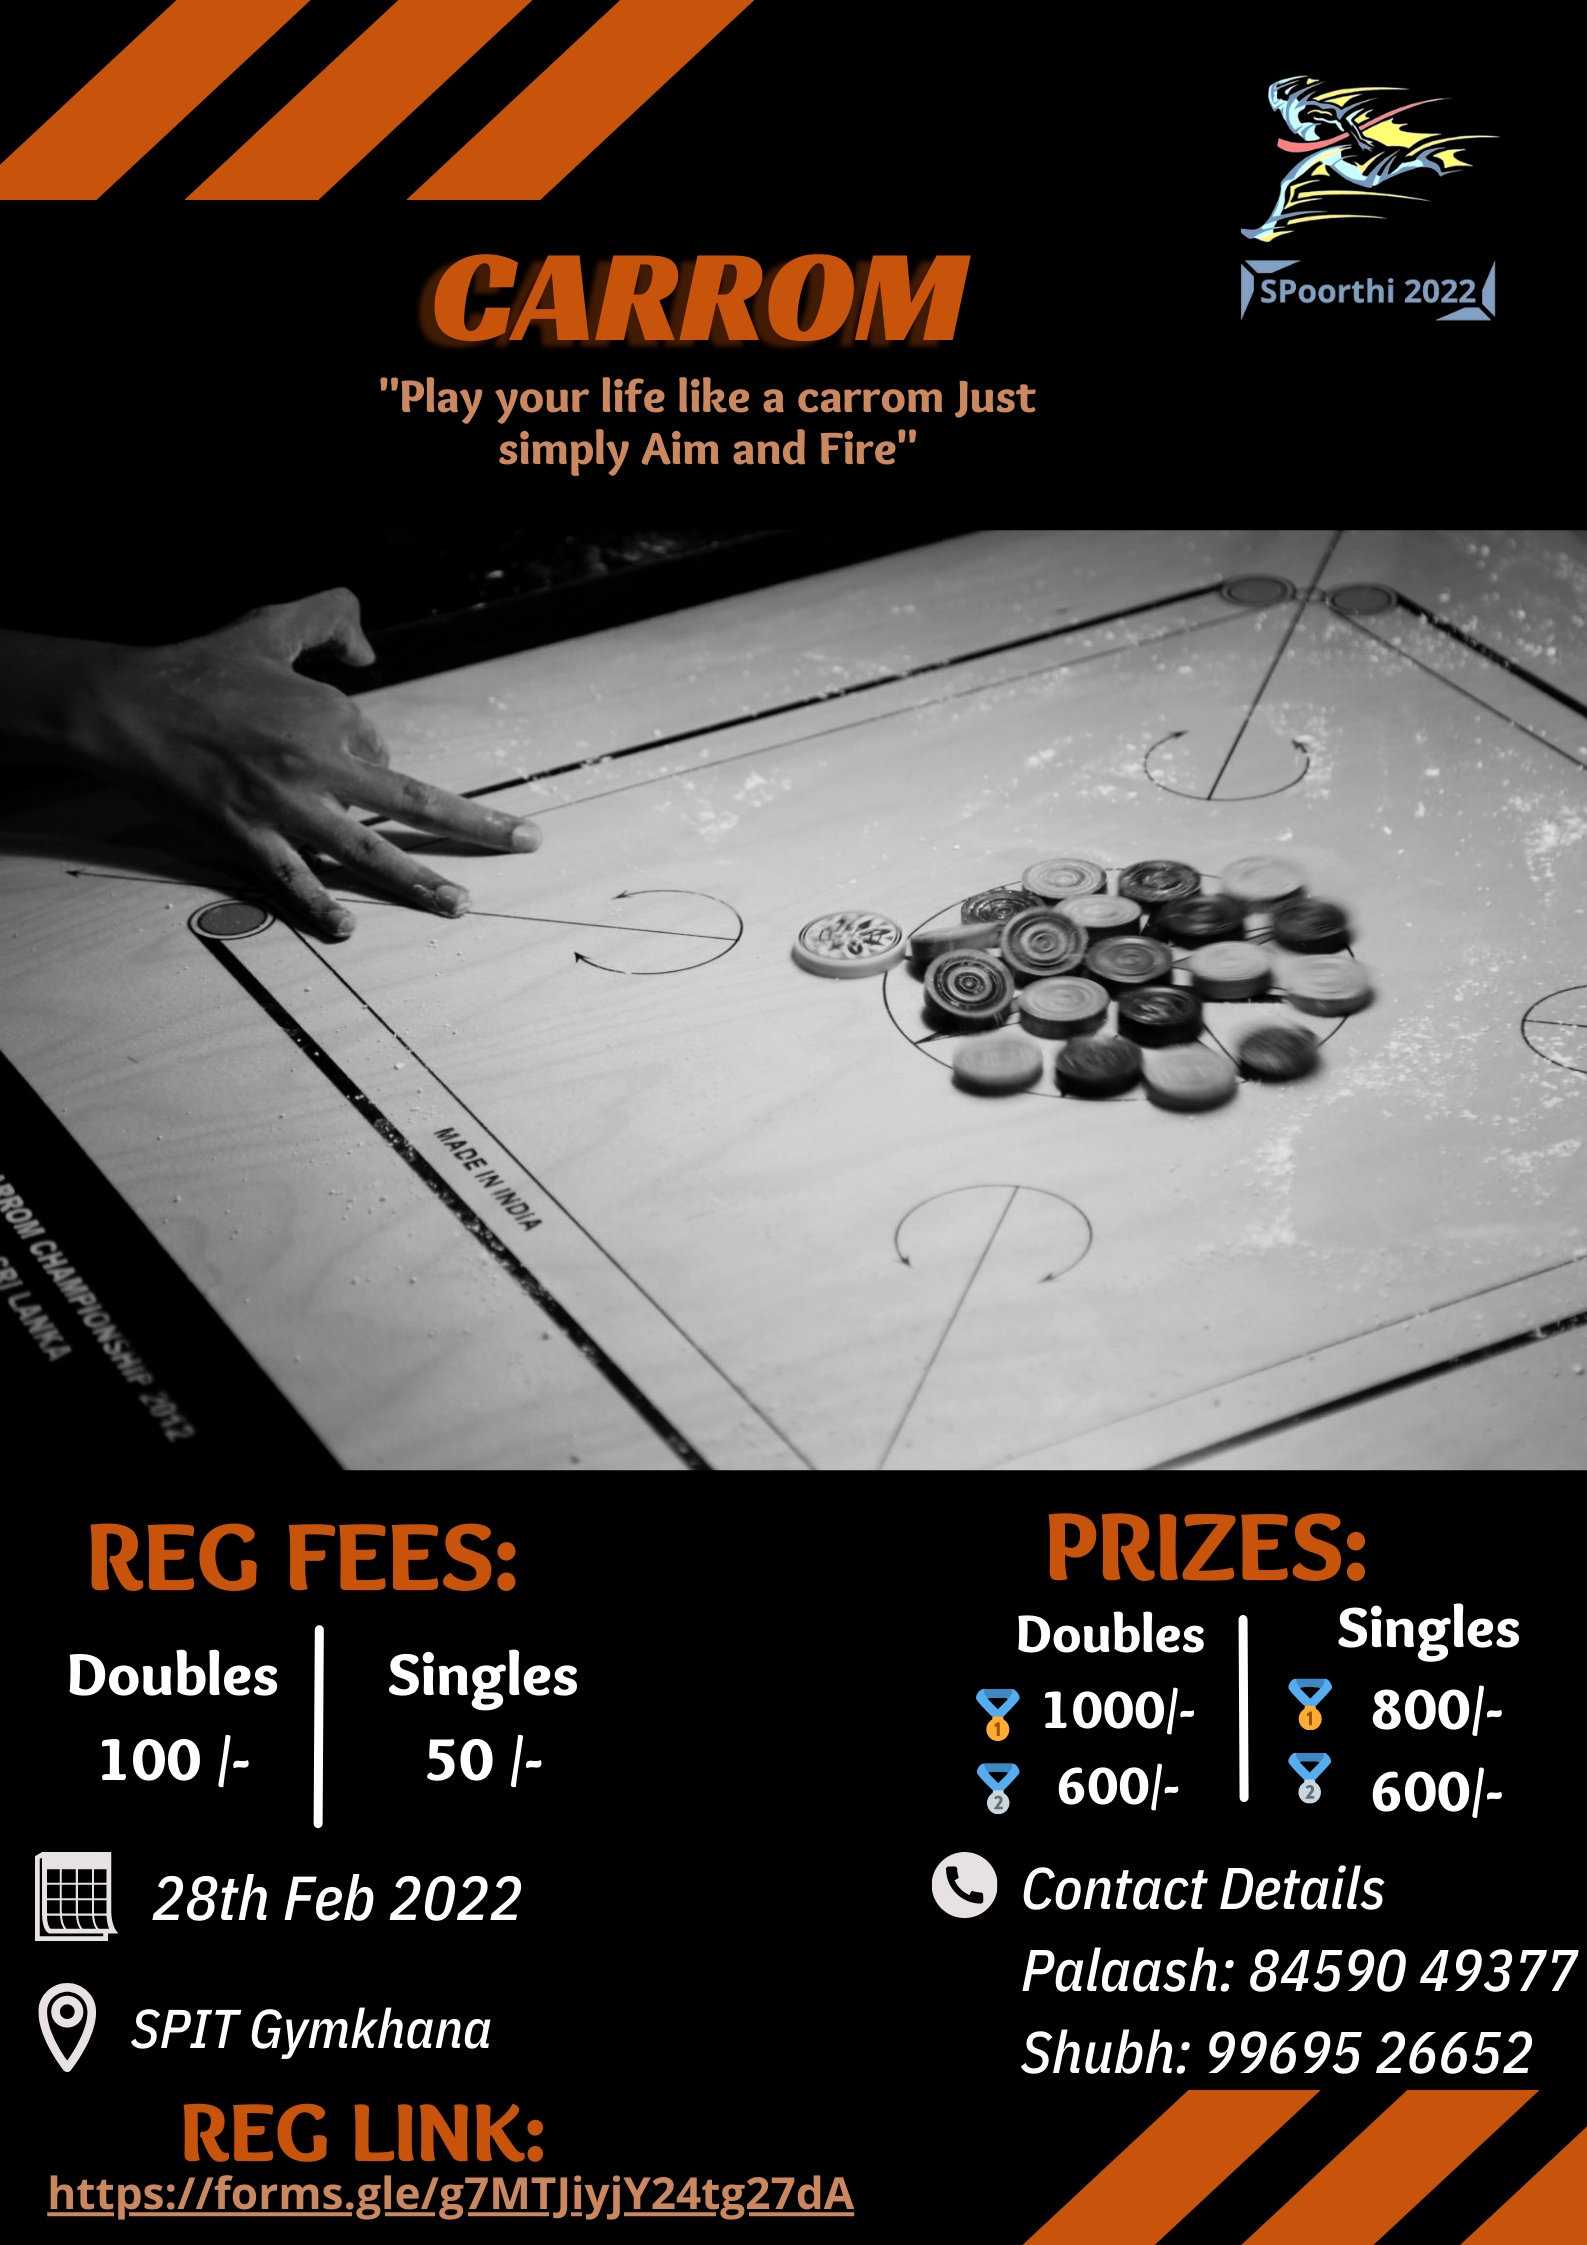 CARROM
SPoorthi 2022
"Play your life like a carrom Just
simply Aim and Fire"
MADE IN INDIA
CHAMPIONSHIP 2012
SRI LANKA
REG FEES:
Doubles
Singles
100 /-
50 /-
PRIZES:
Doubles
Singles
1 1000/-
1 800/-
2 600/-
2 600/-
28th Feb 2022
SPIT Gymkhana
Contact Details
Palaash: 84590 49377
Shubh: 99695 26652
REG LINK:
https://forms.gle/g7MTJiyjY24tg27dA